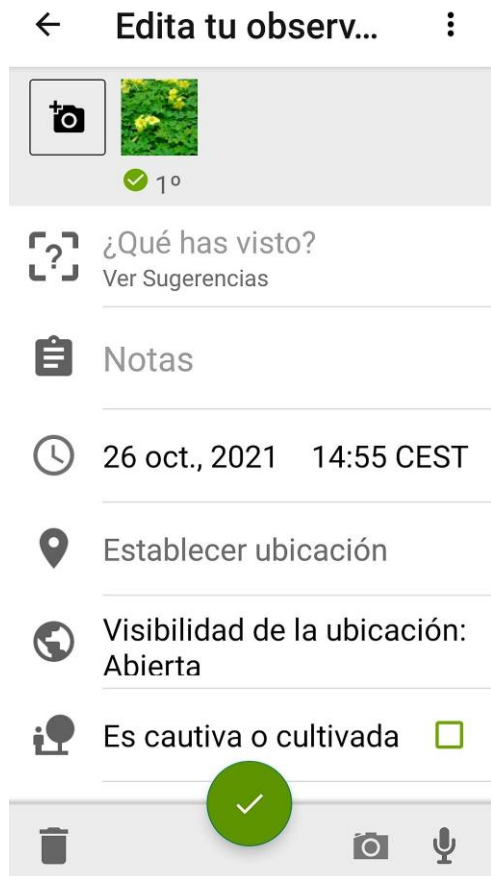 Edita tu observ...
1º
¿Qué has visto?
Ver Sugerencias
Notas
26 oct., 2021 14:55 CEST
Establecer ubicación
Visibilidad de la ubicación:
Abierta
Es cautiva o cultivada